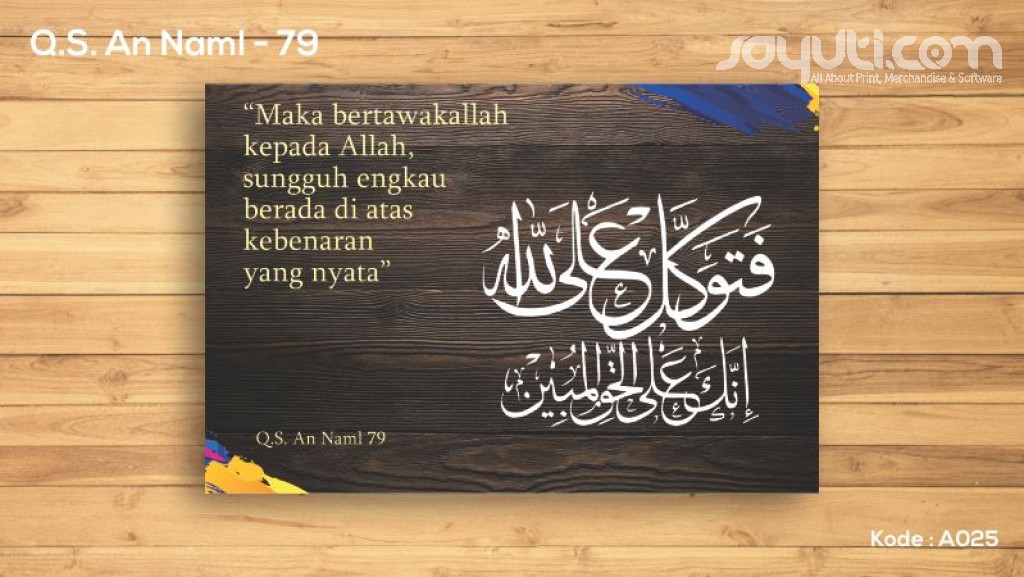 Q.S. An Naml - 79
sayuti.com
All About Print, Merchandise & Software
“Maka bertawakallah
kepada Allah,
sungguh engkau
berada di atas
kebenaran
yang nyata”
فَتَوَكَّلْ عَلَى اللَّهِ
إِنَّكَ عَلَى الْحَقِّ الْمُبِينِ
Q.S. An Naml 79
Kode : A025